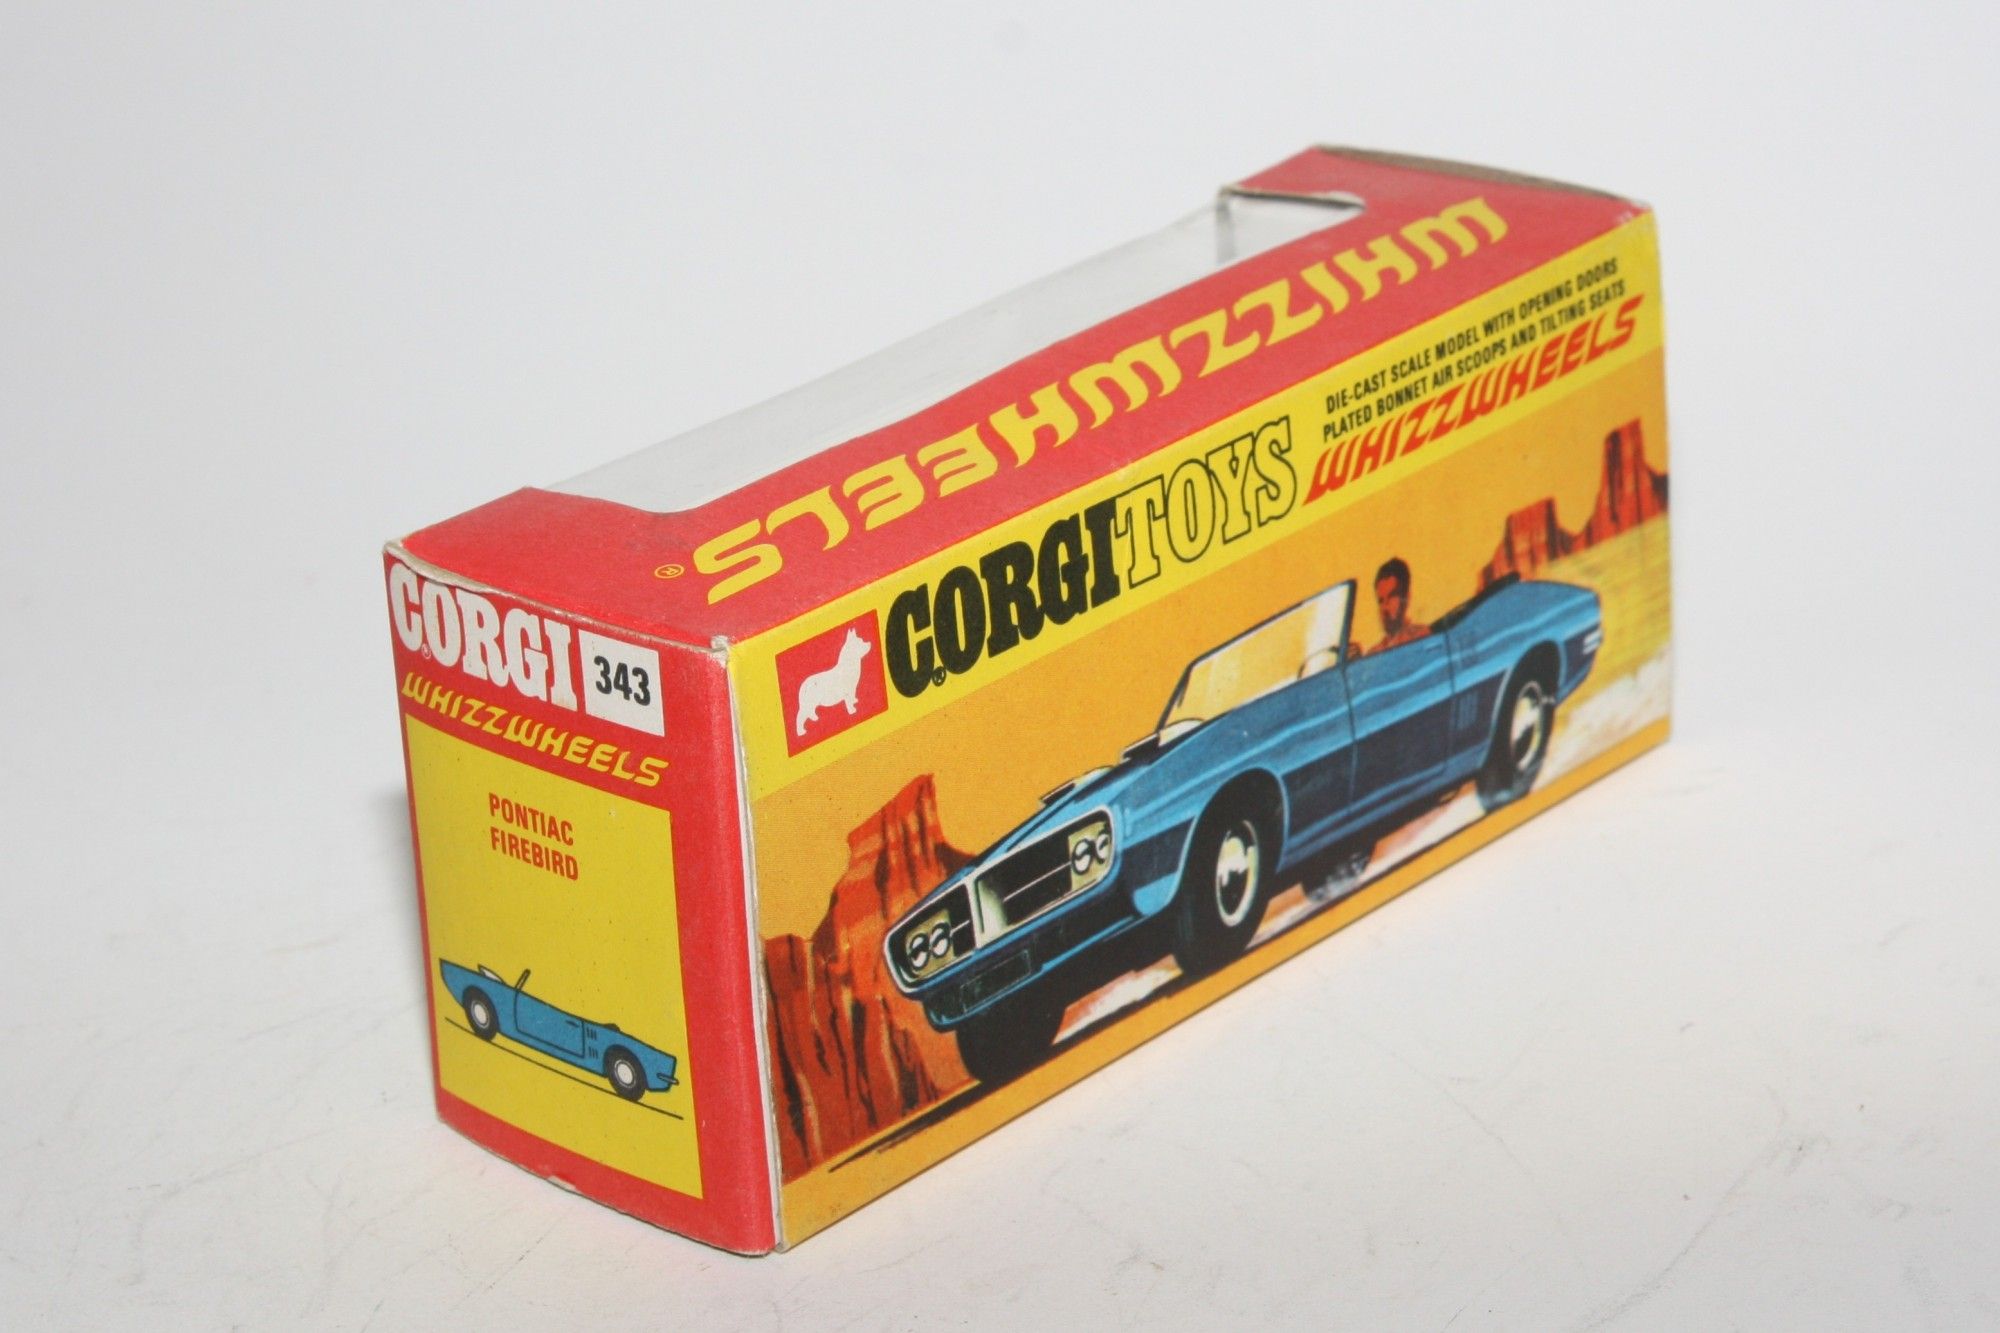 WHIZZWHEELS®
CORGI® 343
WHIZZWHEELS
PONTIAC
FIREBIRD
CORGI® TOYS
DIE-CAST SCALE MODEL WITH OPENING DOORS
PLATED BONNET AIR SCOOPS AND TILTING SEATS
WHIZZWHEELS